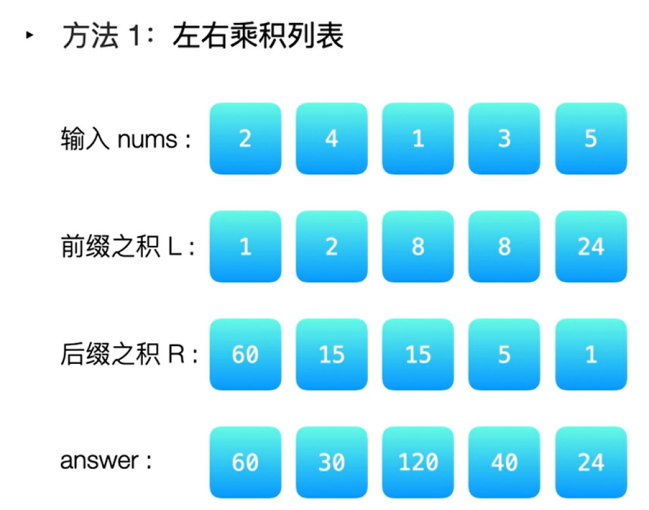 ‣ 方法 1：左右乘积列表
输入 nums : 2 4 1 3 5
前缀之积 L : 1 2 8 8 24
后缀之积 R : 60 15 15 5 1
answer : 60 30 120 40 24